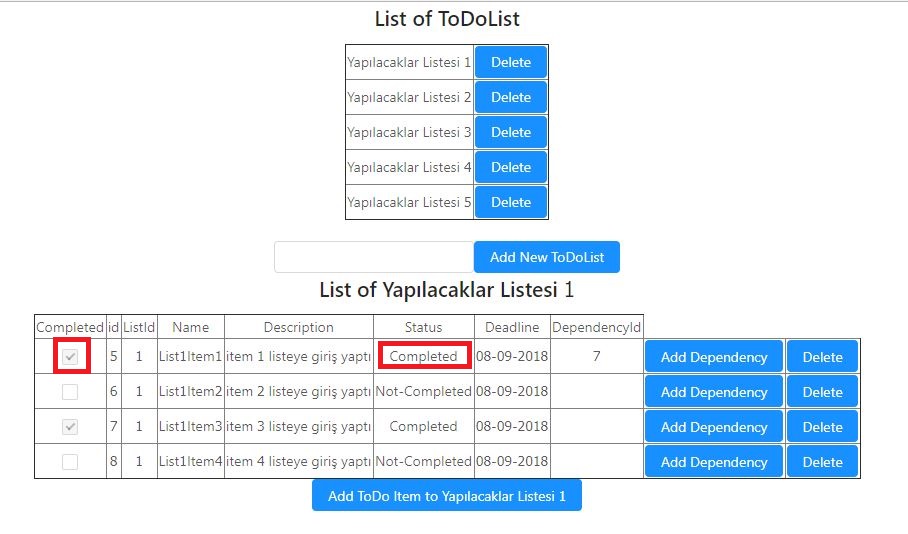 List of ToDoList
Yapılacaklar Listesi 1 Delete
Yapılacaklar Listesi 2 Delete
Yapılacaklar Listesi 3 Delete
Yapılacaklar Listesi 4 Delete
Yapılacaklar Listesi 5 Delete
Add New ToDoList
List of Yapılacaklar Listesi 1
Completed id ListId Name Description Status Deadline DependencyId
5 1 List1Item1 item 1 listeye giriş yaptı Completed 08-09-2018 7 Add Dependency Delete
6 1 List1Item2 item 2 listeye giriş yaptı Not-Completed 08-09-2018 Add Dependency Delete
7 1 List1Item3 item 3 listeye giriş yaptı Completed 08-09-2018 Add Dependency Delete
8 1 List1Item4 item 4 listeye giriş yaptı Not-Completed 08-09-2018 Add Dependency Delete
Add ToDo Item to Yapılacaklar Listesi 1